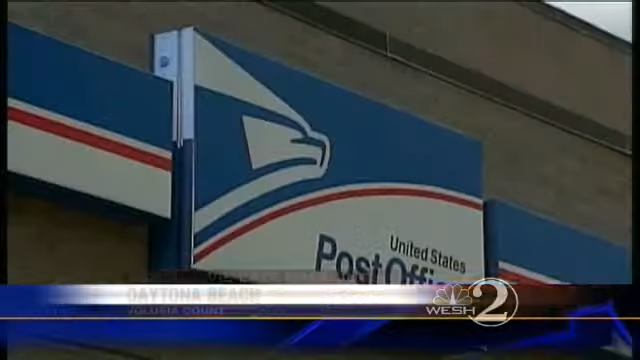 United States
Post Office
DAYTONA BEACH
VOLUSIA COUNTY
WESH 2